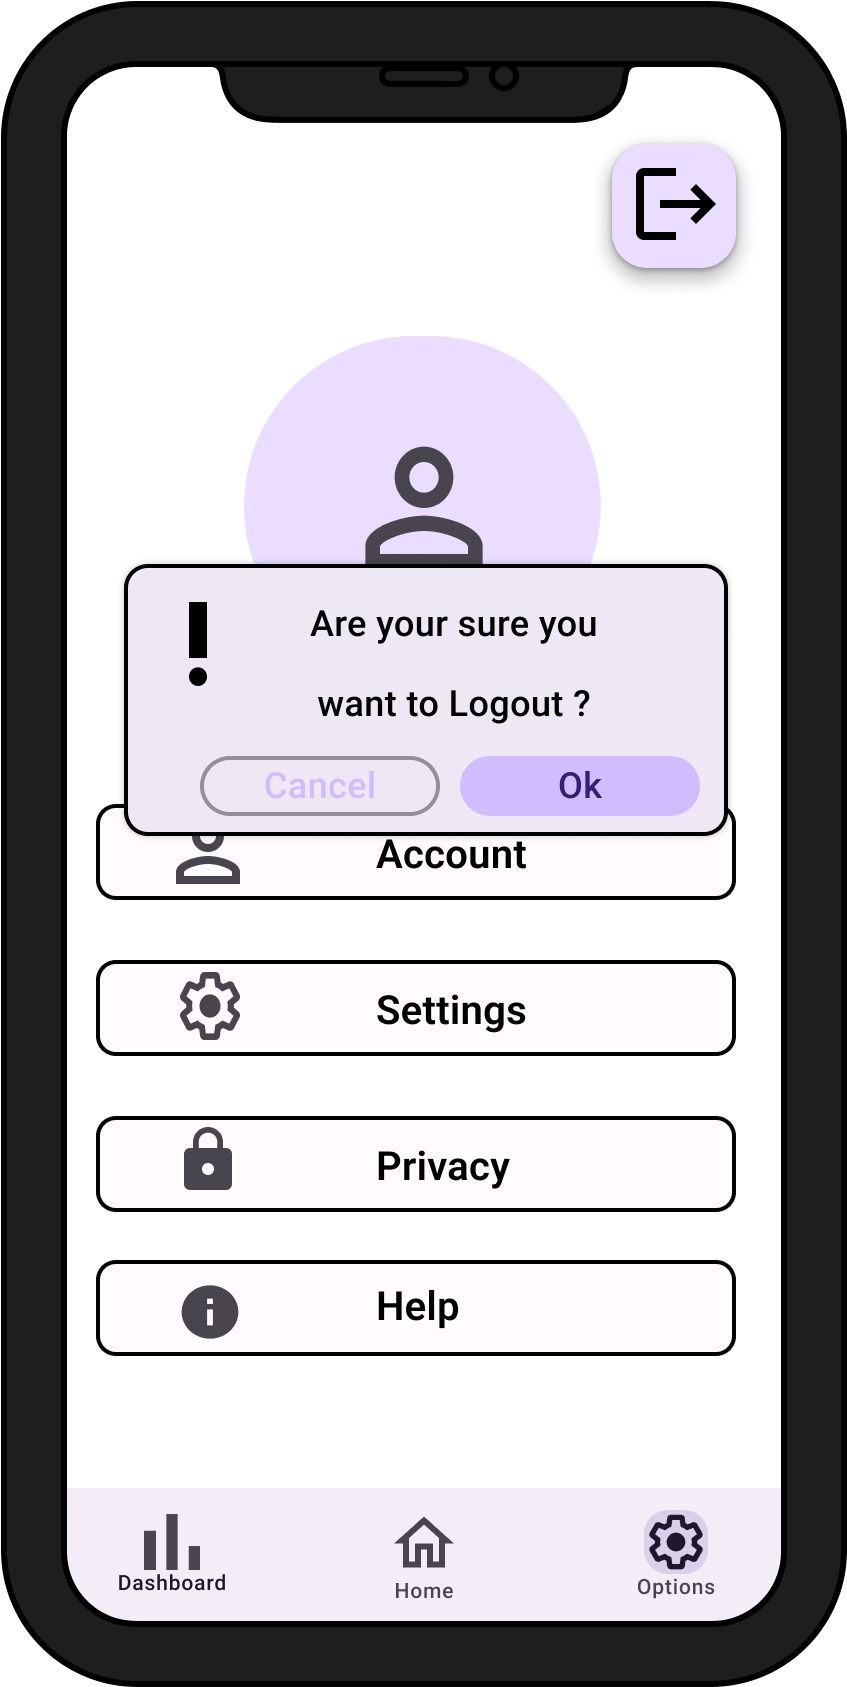 Are your sure you
want to Logout ?
Cancel
Ok
Account
Settings
Privacy
Help
Dashboard
Home
Options